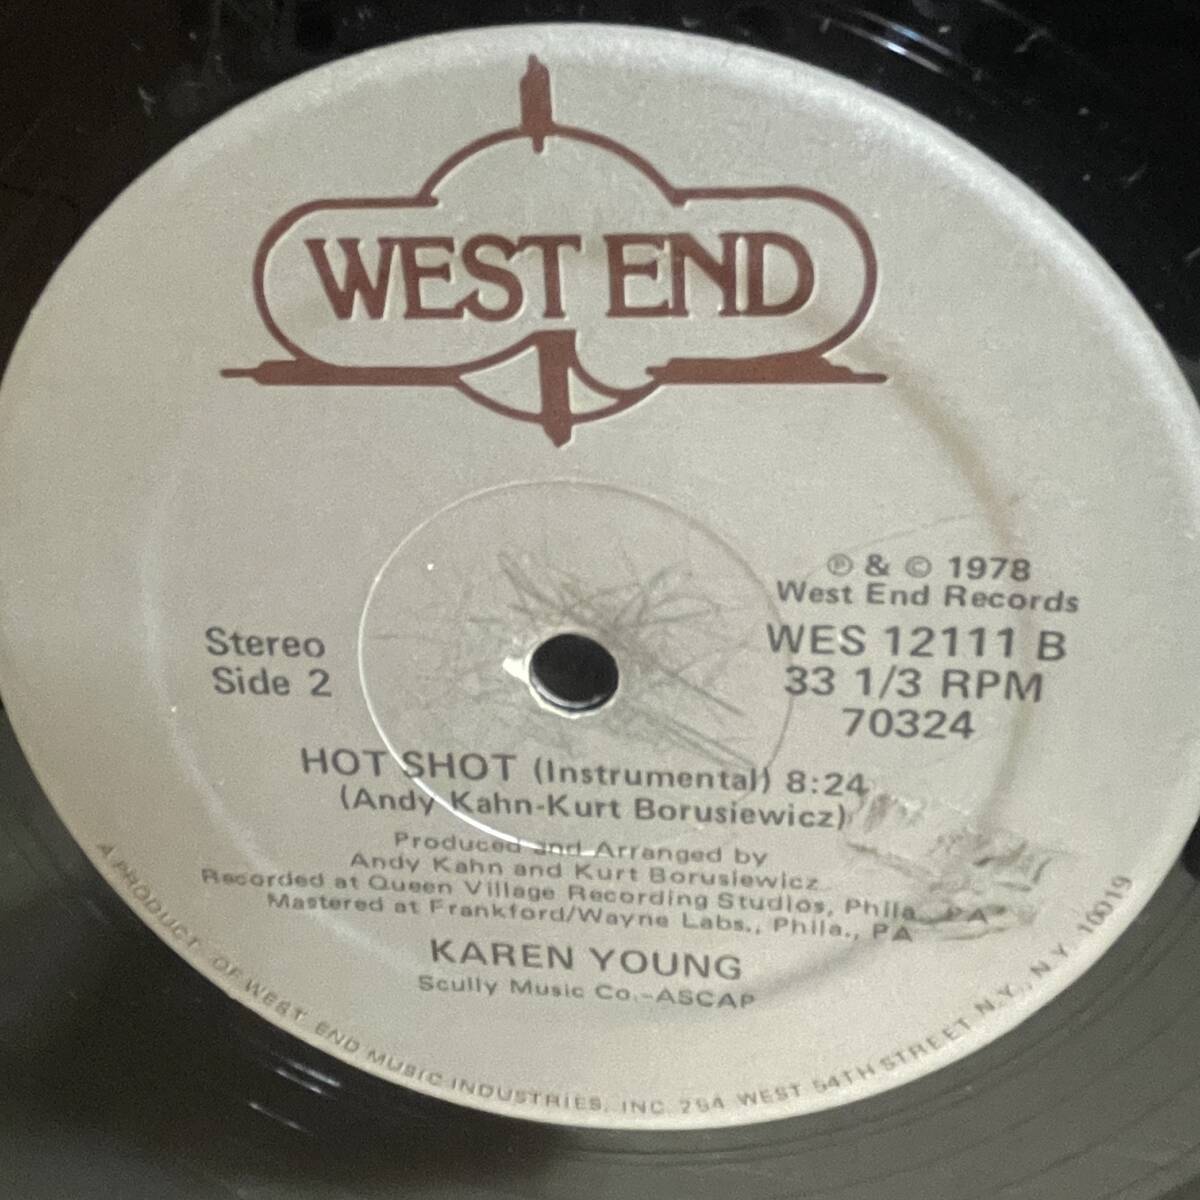 WEST END
℗ & © 1978
West End Records
WES 12111 B
33 1/3 RPM
70324
Stereo
Side 2
HOT SHOT (Instrumental) 8:24
(Andy Kahn-Kurt Borusiewicz)
Produced and Arranged by
Andy Kahn and Kurt Borusiewicz
Recorded at Queen Village Recording Studios, Phila., PA
Mastered at Frankford/Wayne Labs., Phila., PA
KAREN YOUNG
Scully Music Co.-ASCAP
A PRODUCT OF WEST END MUSIC INDUSTRIES, INC. 254 WEST 54TH STREET N.Y., N.Y. 10019